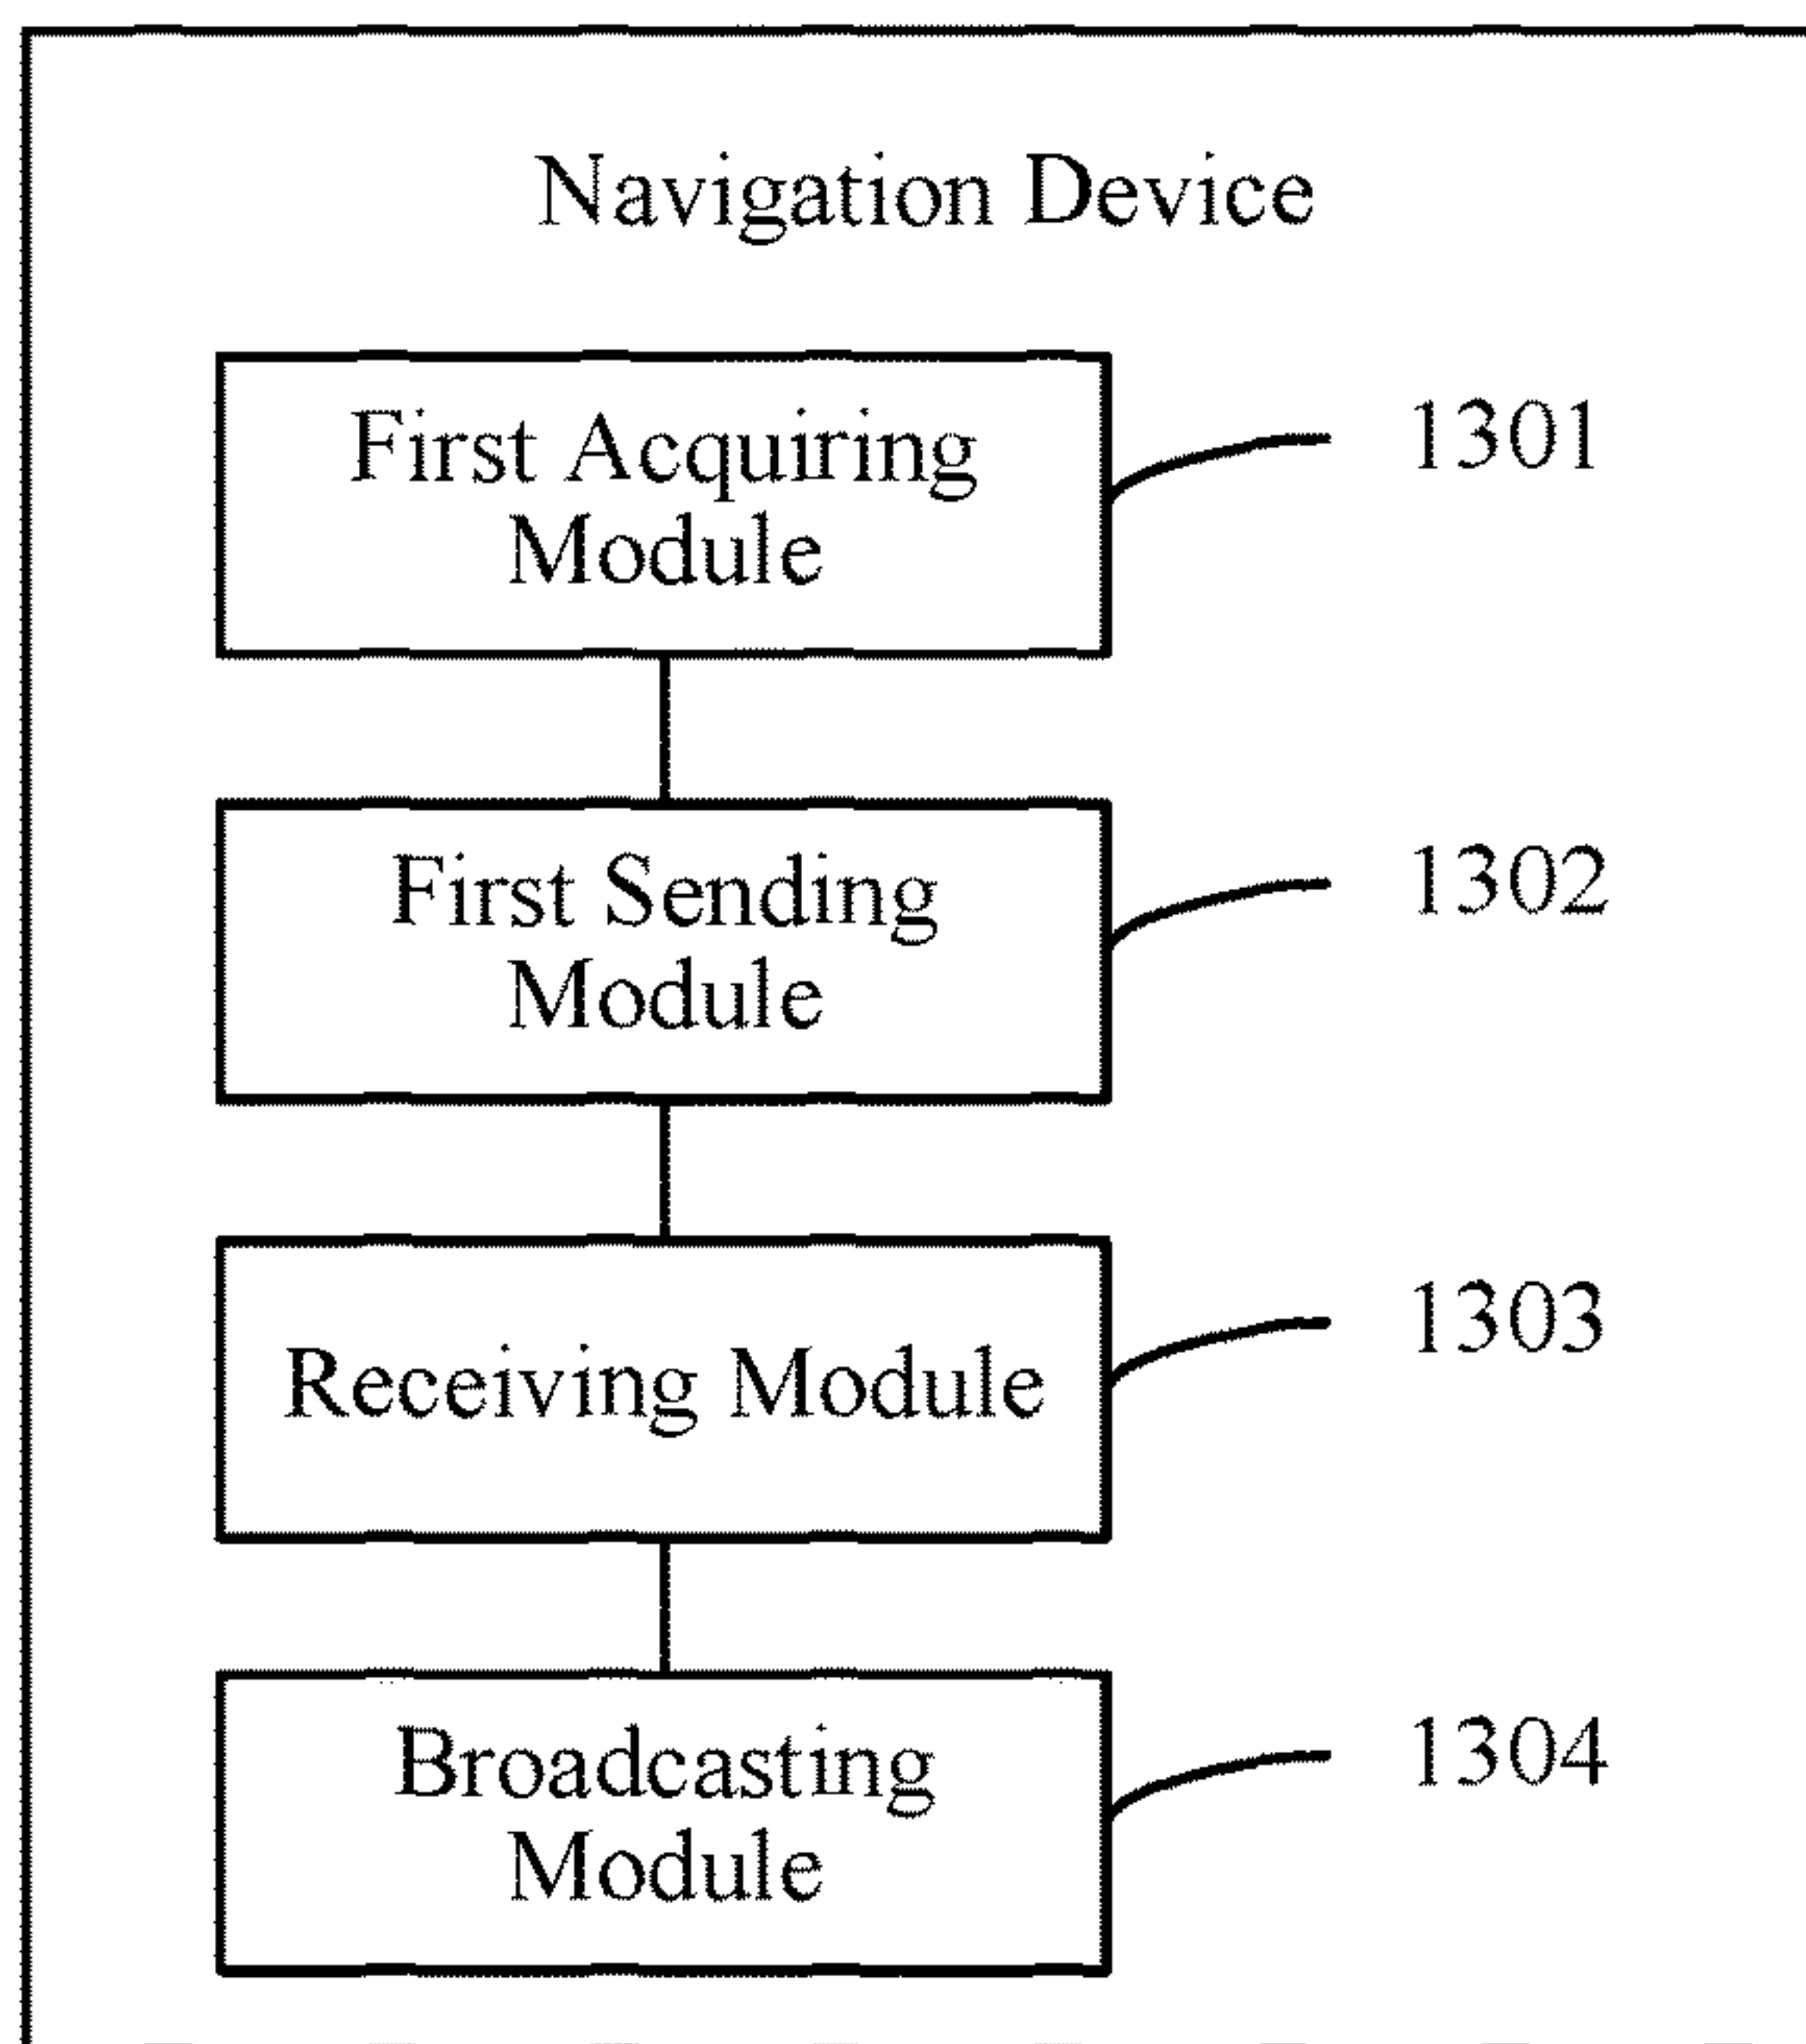 Navigation Device
First Acquiring
Module
1301
First Sending
Module
1302
Receiving Module
1303
Broadcasting
Module
1304